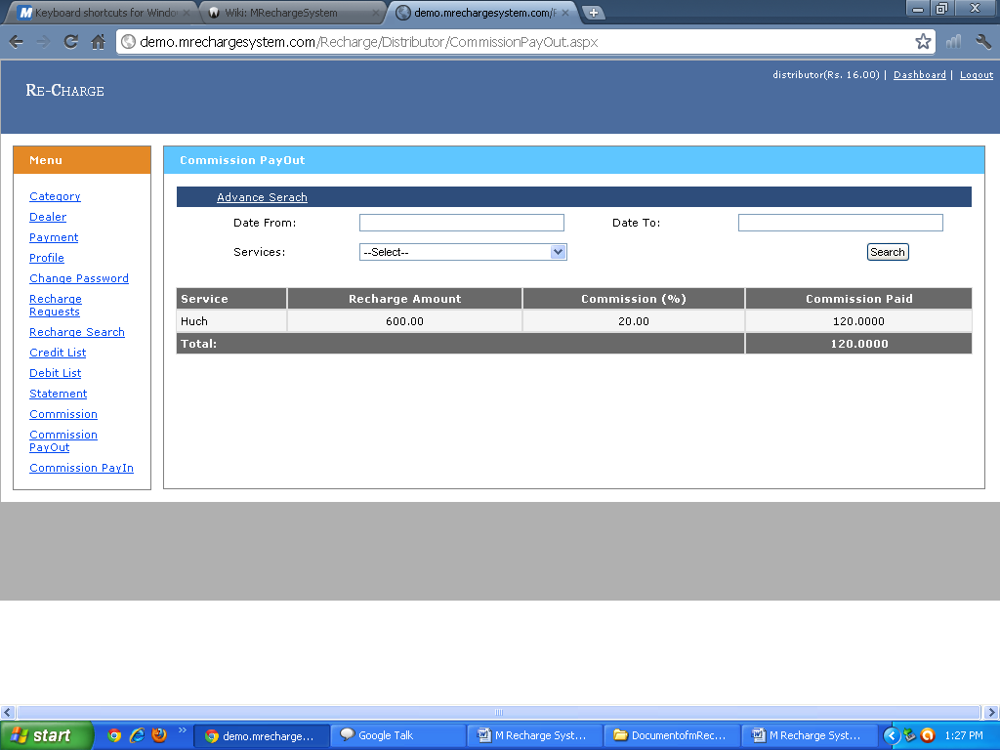 Keyboard shortcuts for Windo
Wiki: MRechargeSystem
demo.mrechargesystem.com/
demo.mrechargesystem.com/Recharge/Distributor/CommissionPayOut.aspx
distributor(Rs. 16.00) | Dashboard | Logout
RE-CHARGE
Menu
Category
Dealer
Payment
Profile
Change Password
Recharge
Requests
Recharge Search
Credit List
Debit List
Statement
Commission
Commission
PayOut
Commission PayIn
Commission PayOut
Advance Serach
Date From: Date To:
Services: --Select-- Search
Service Recharge Amount Commission (%) Commission Paid
Huch 600.00 20.00 120.0000
Total: 120.0000
start demo.mrecharge... Google Talk M Recharge Syst... DocumentofmRec... M Recharge Syst... 1:27 PM